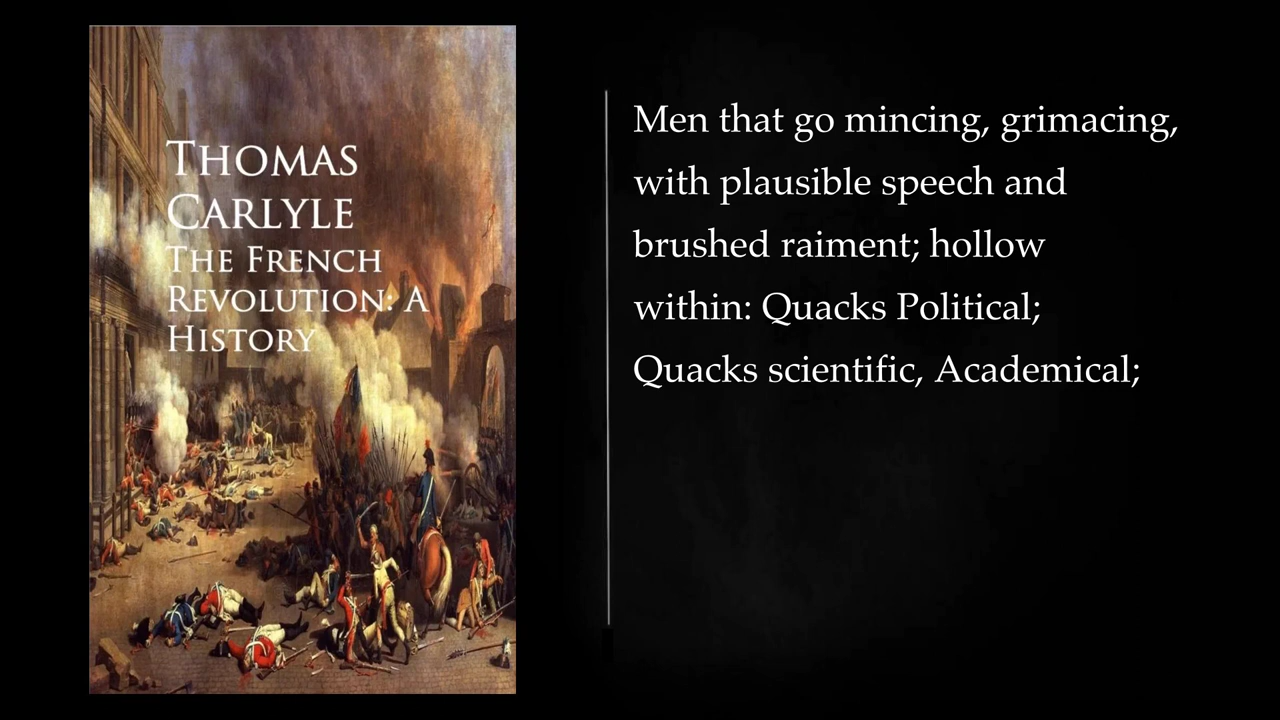 THOMAS
CARLYLE
THE FRENCH
REVOLUTION: A
HISTORY
Men that go mincing, grimacing,
with plausible speech and
brushed raiment; hollow
within: Quacks Political;
Quacks scientific, Academical;